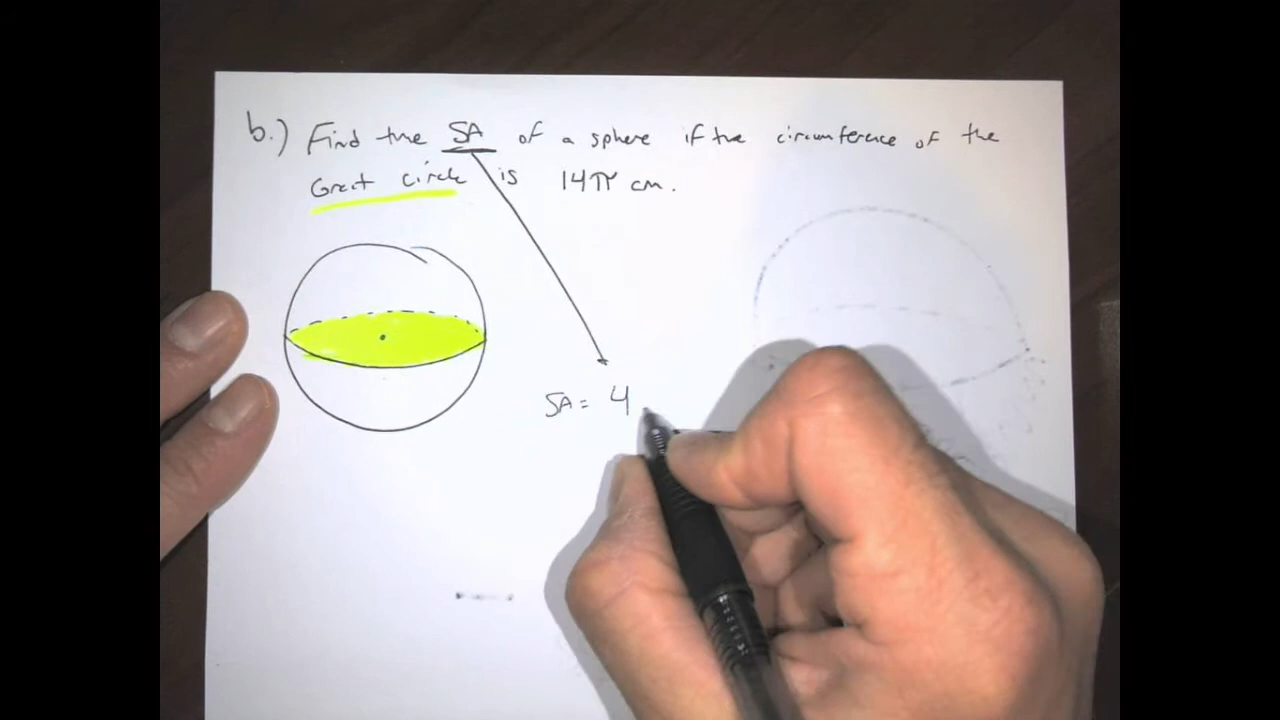 b.) Find the SA of a sphere if the circumference of the
Great circle is 14π cm.
SA = 4